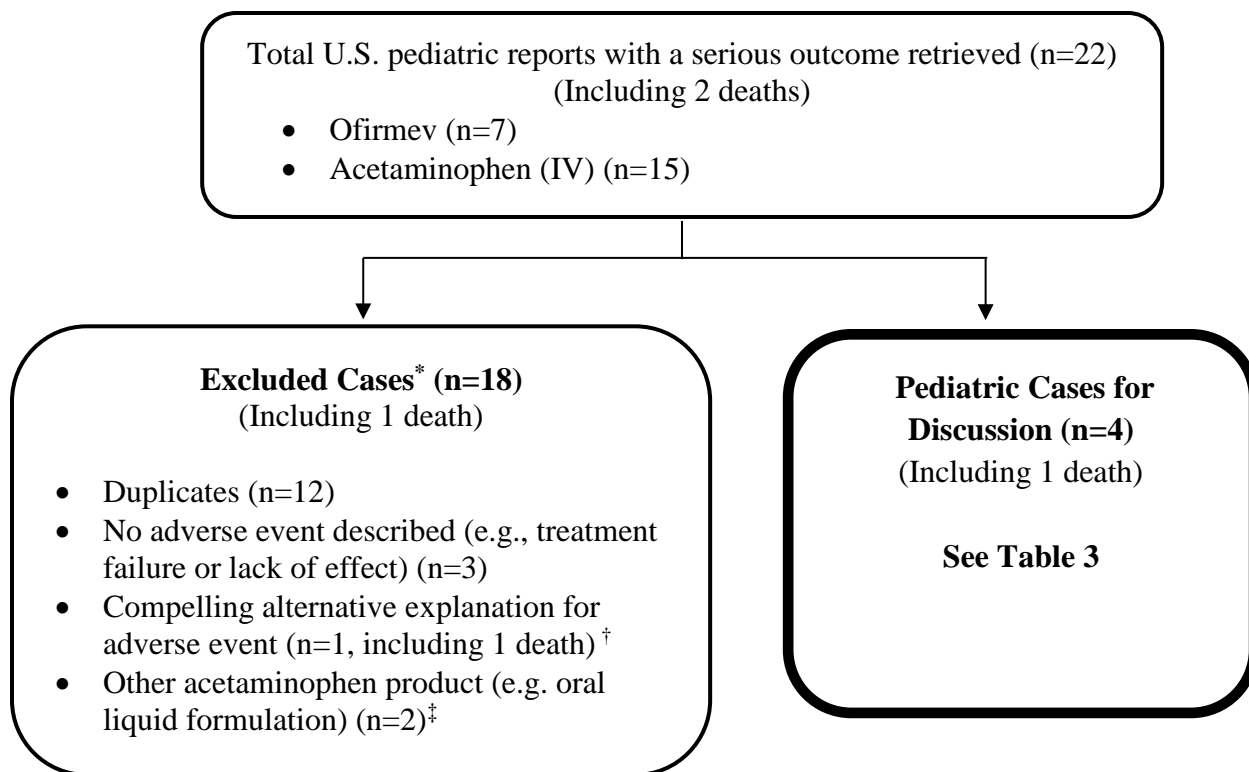 Total U.S. pediatric reports with a serious outcome retrieved (n=22)
(Including 2 deaths)
• Ofirmev (n=7)
• Acetaminophen (IV) (n=15)
Excluded Cases* (n=18)
(Including 1 death)
• Duplicates (n=12)
• No adverse event described (e.g., treatment
failure or lack of effect) (n=3)
• Compelling alternative explanation for
adverse event (n=1, including 1 death) †
• Other acetaminophen product (e.g. oral
liquid formulation) (n=2)‡
Pediatric Cases for
Discussion (n=4)
(Including 1 death)
See Table 3